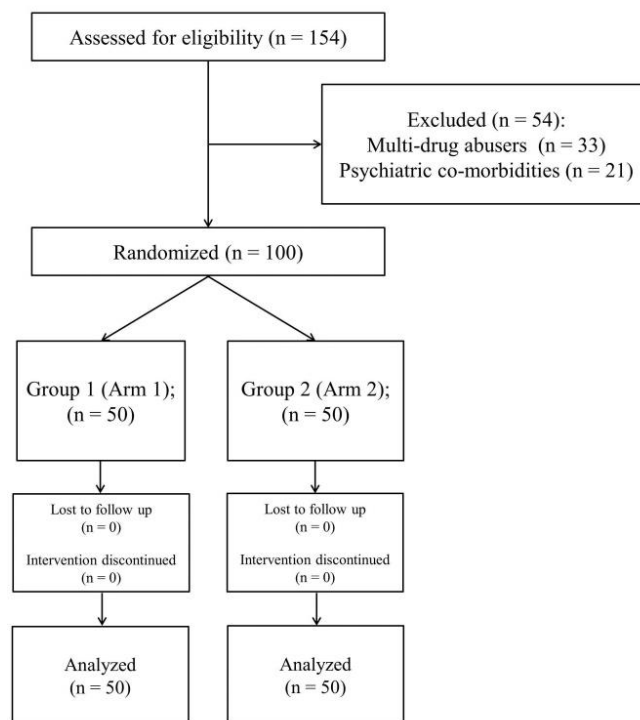 Assessed for eligibility (n = 154)
Excluded (n = 54):
Multi-drug abusers (n = 33)
Psychiatric co-morbidities (n = 21)
Randomized (n = 100)
Group 1 (Arm 1);
(n = 50)
Group 2 (Arm 2);
(n = 50)
Lost to follow up
(n = 0)
Intervention discontinued
(n = 0)
Lost to follow up
(n = 0)
Intervention discontinued
(n = 0)
Analyzed
(n = 50)
Analyzed
(n = 50)